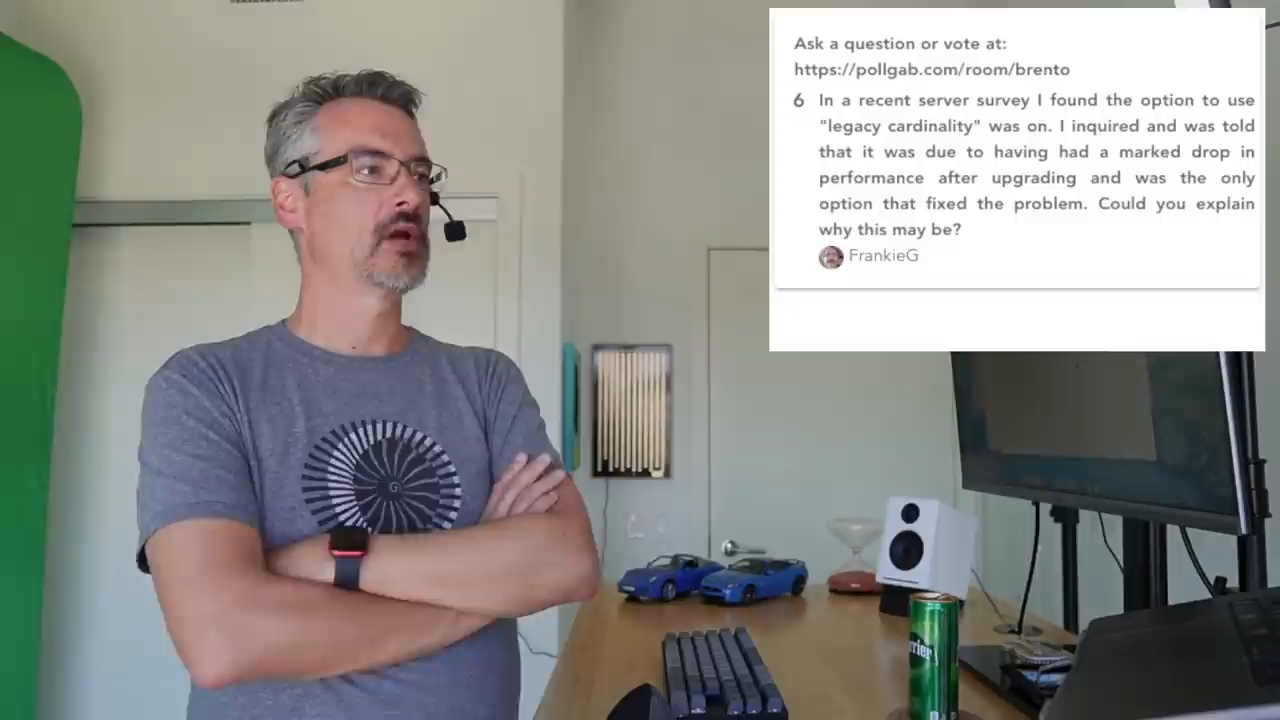 Ask a question or vote at:
https://pollgab.com/room/brento
6 In a recent server survey I found the option to use
"legacy cardinality" was on. I inquired and was told
that it was due to having had a marked drop in
performance after upgrading and was the only
option that fixed the problem. Could you explain
why this may be?
FrankieG
rrier